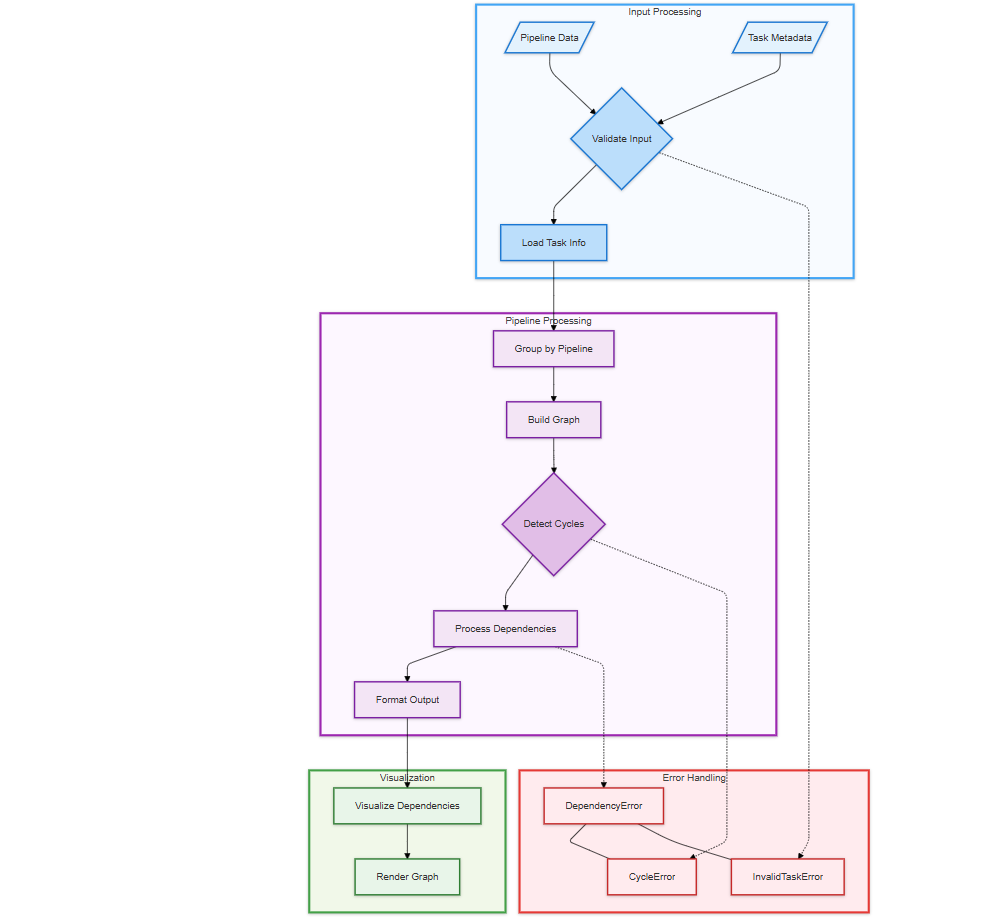 Input Processing
Pipeline Data
Task Metadata
Validate Input
Load Task Info
Pipeline Processing
Group by Pipeline
Build Graph
Detect Cycles
Process Dependencies
Format Output
Visualization
Error Handling
Visualize Dependencies
DependencyError
Render Graph
CycleError
InvalidTaskError